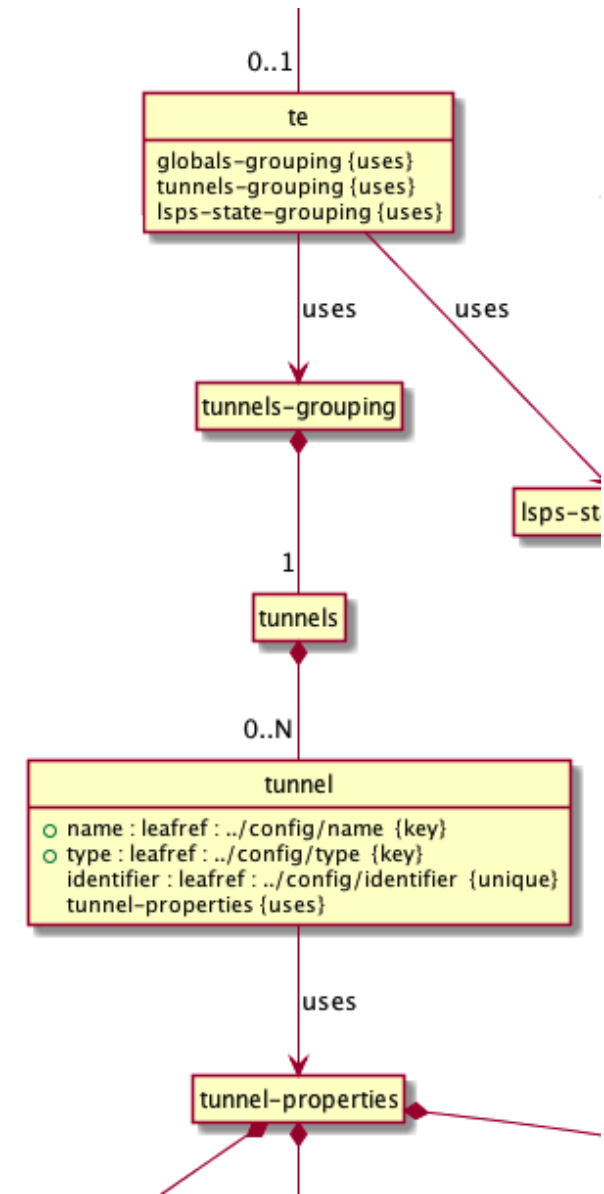 0..1
te
globals-grouping {uses}
tunnels-grouping {uses}
lsps-state-grouping {uses}
uses
uses
tunnels-grouping
lsps-sta
1
tunnels
0..N
tunnel
name : leafref : ../config/name {key}
type : leafref : ../config/type {key}
identifier : leafref : ../config/identifier {unique}
tunnel-properties {uses}
uses
tunnel-properties